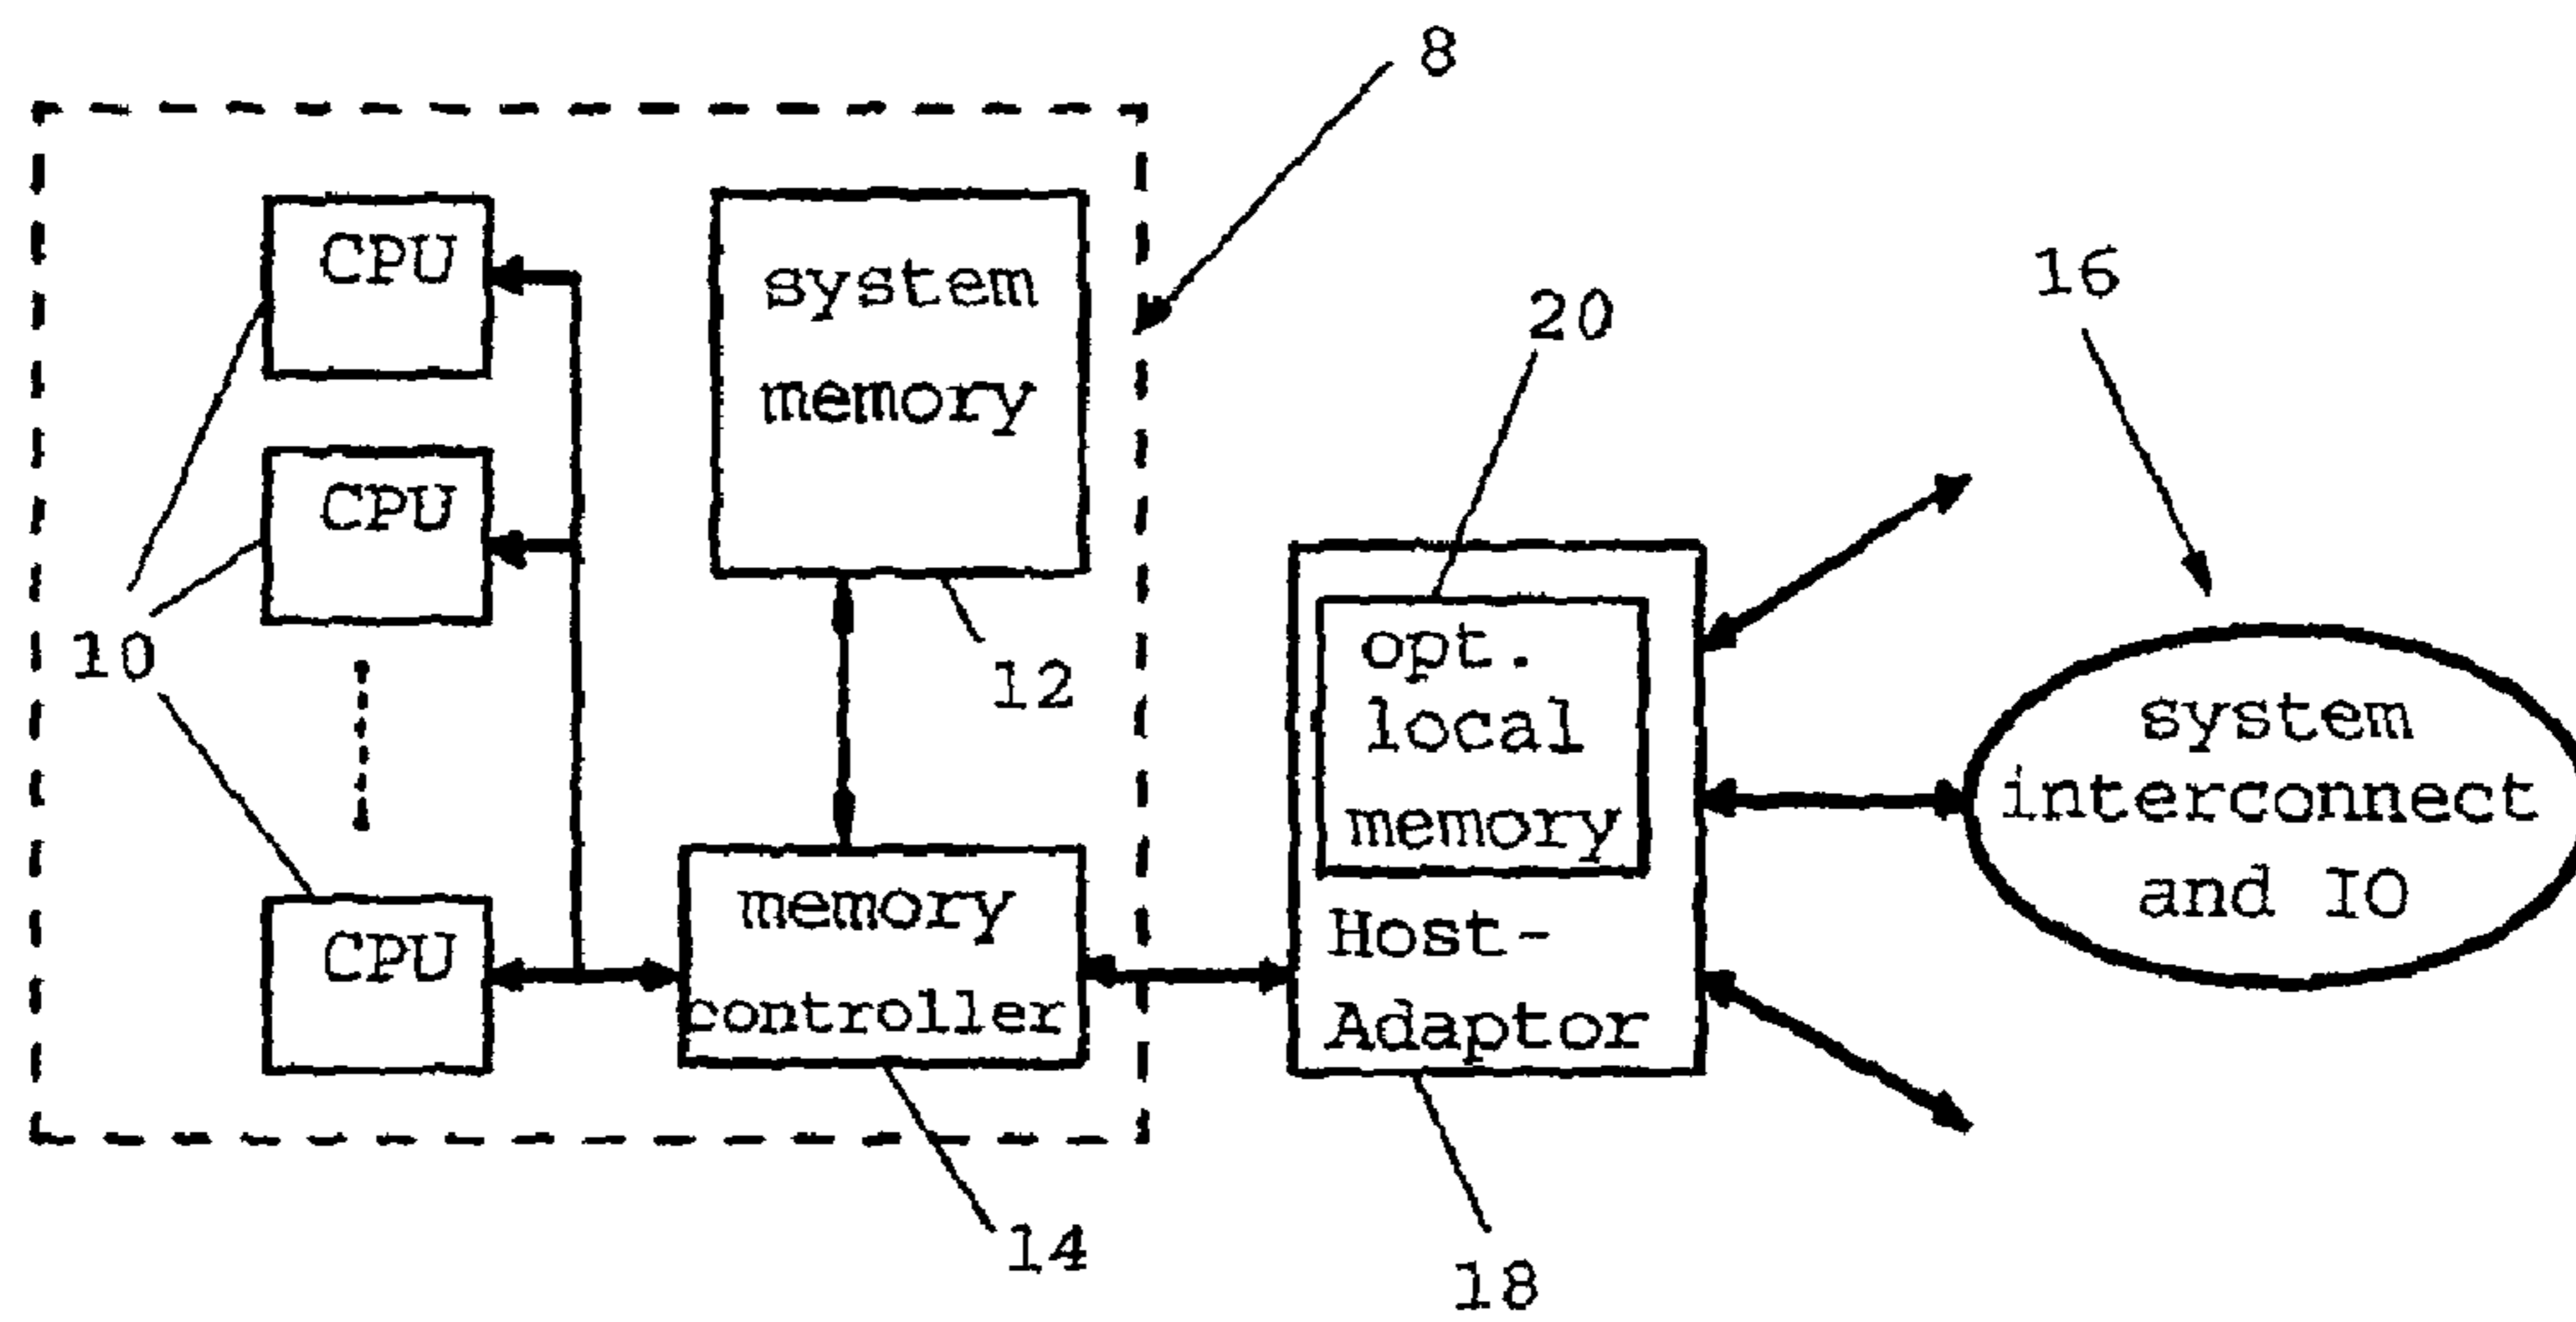 8
CPU
system
memory
CPU
10
12
CPU
memory
controller
14
20
opt.
local
memory
Host-
Adaptor
18
16
system
interconnect
and IO